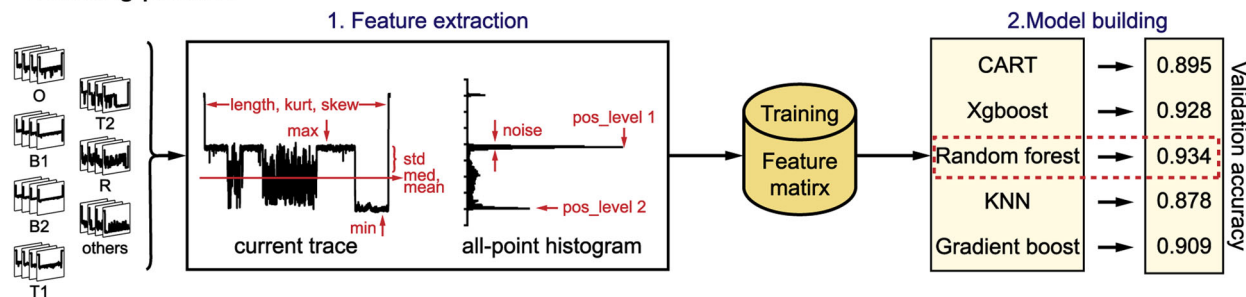 1. Feature extraction
2.Model building
O
T2
B1
R
B2
others
T1
length, kurt, skew
max
std
med,
mean
min
current trace
noise
pos_level 1
pos_level 2
all-point histogram
Training
Feature
matirx
CART
0.895
Xgboost
0.928
Random forest
0.934
KNN
0.878
Gradient boost
0.909
Validation accuracy